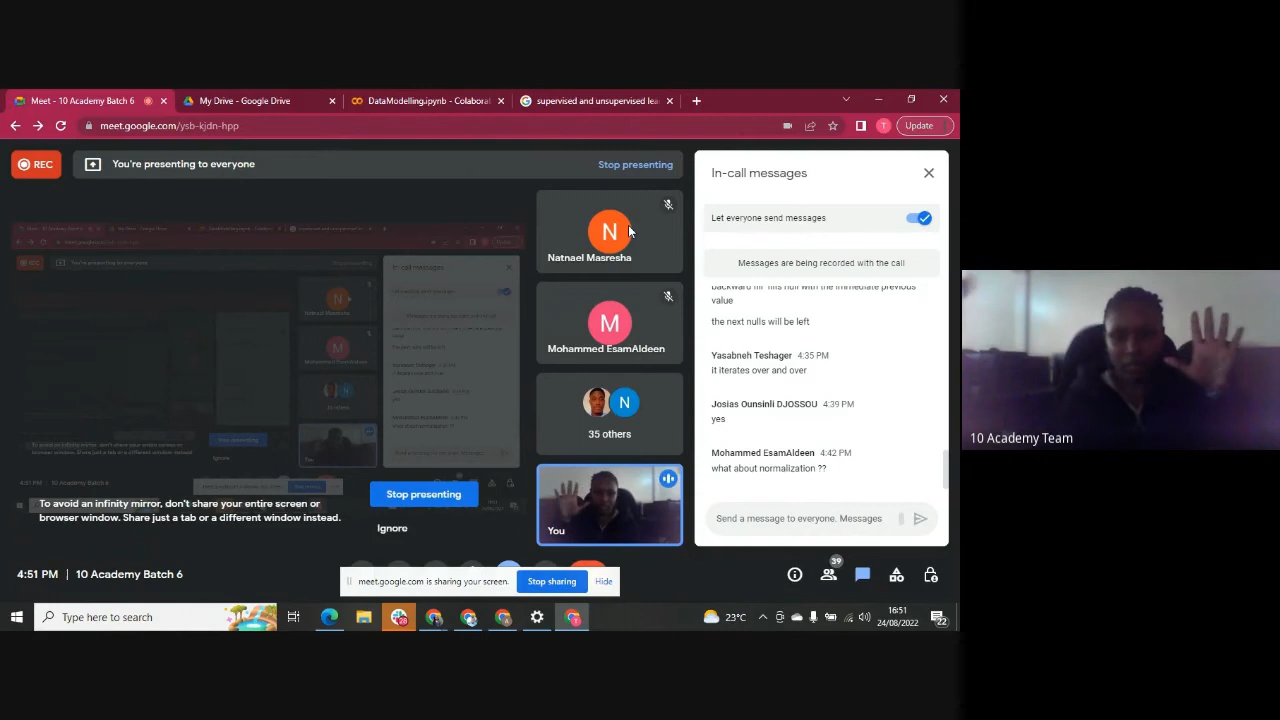 Meet - 10 Academy Batch 6
My Drive - Google Drive
DataModelling.ipynb - Colaborat
supervised and unsupervised lea
meet.google.com/ysb-kjdn-hpp
T
Update
REC
You're presenting to everyone
Stop presenting
In-call messages
Let everyone send messages
Messages are being recorded with the call
backward fill fills null with the immediate previous
value
the next nulls will be left
Yasabneh Teshager 4:35 PM
it iterates over and over
Josias Ounsinli DJOSSOU 4:39 PM
yes
Mohammed EsamAldeen 4:42 PM
what about normalization ??
Send a message to everyone. Messages
N
Natnael Masresha
M
Mohammed EsamAldeen
N
35 others
You
To avoid an infinity mirror, don't share your entire screen or
browser window. Share just a tab or a different window instead.
Stop presenting
Ignore
4:51 PM | 10 Academy Batch 6
39
meet.google.com is sharing your screen.
Stop sharing
Hide
Type here to search
28
23°C
16:51
24/08/2022
22
10 Academy Team